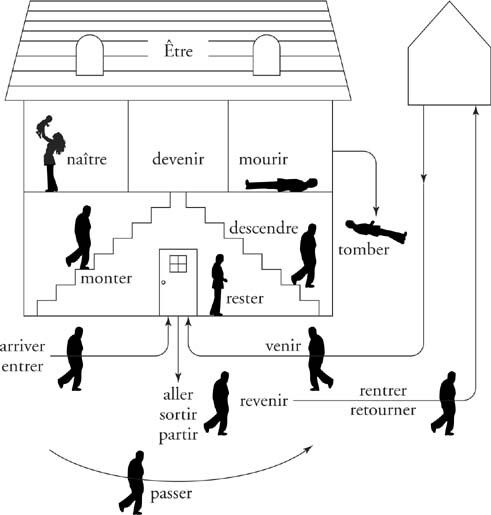 Être
naître
devenir
mourir
descendre
tomber
monter
rester
arriver
entrer
venir
aller
sortir
partir
revenir
rentrer
retourner
passer